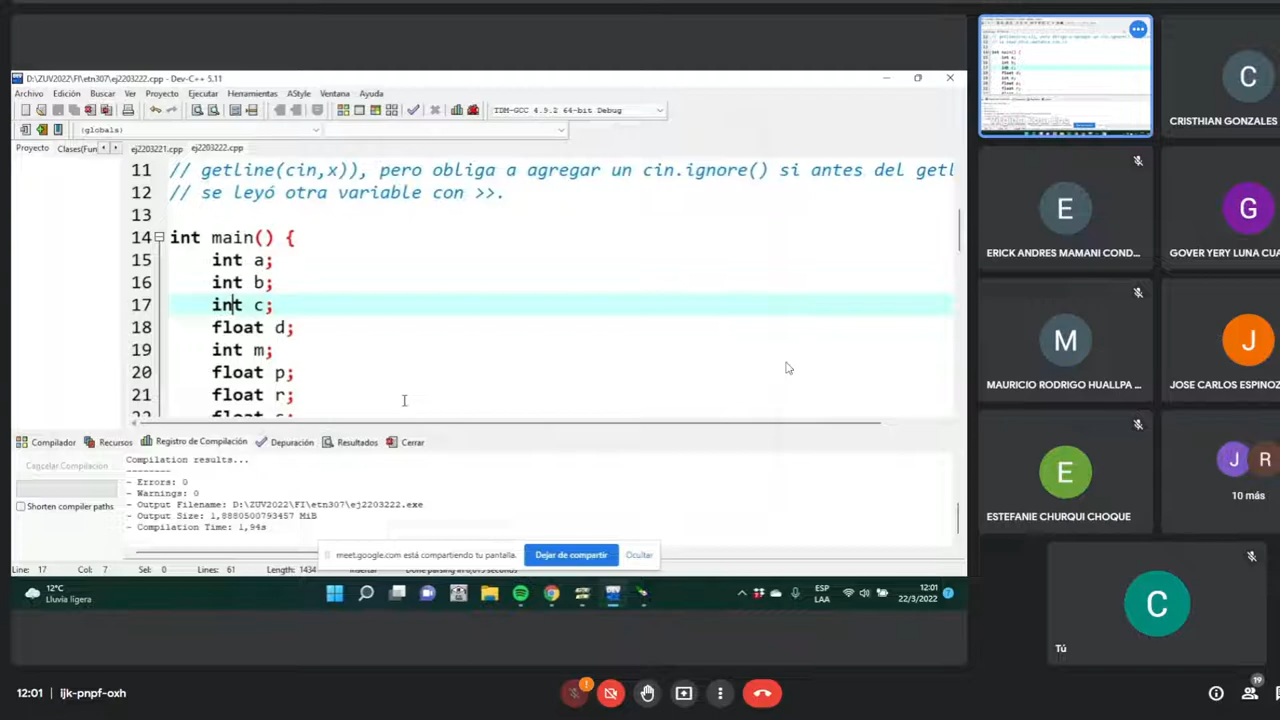 D:\ZUV2022\FI\etn307\ej2203222.cpp - Dev-C++ 5.11
Archivo Edición Buscar Ver Proyecto Ejecutar Herramientas AStyle Ventana Ayuda
TDM-GCC 4.9.2 64-bit Debug
(globals)
Proyecto Clases(Fun
ej2203221.cpp ej2203222.cpp
11 // getline(cin,x)), pero obliga a agregar un cin.ignore() si antes del getl
12 // se leyó otra variable con >>.
13
14 int main() {
15 int a;
16 int b;
17 int c;
18 float d;
19 int m;
20 float p;
21 float r;
22 float s;
Compilador Recursos Registro de Compilación Depuración Resultados Cerrar
Cancelar Compilación
Shorten compiler paths
Compilation results...
--------
- Errors: 0
- Warnings: 0
- Output Filename: D:\ZUV2022\FI\etn307\ej2203222.exe
- Output Size: 1,8880500793457 MiB
- Compilation Time: 1,94s
meet.google.com está compartiendo tu pantalla. Dejar de compartir Ocultar
Line: 17 Col: 7 Sel: 0 Lines: 61 Length: 1434 Insertar Done parsing in 0,015 seconds
12°C
Lluvia ligera
ESP
LAA
12:01
22/3/2022
C
CRISTHIAN GONZALES
E
ERICK ANDRES MAMANI COND...
G
GOVER YERY LUNA CUA
M
MAURICIO RODRIGO HUALLPA ...
J
JOSE CARLOS ESPINOZ
E
ESTEFANIE CHURQUI CHOQUE
J R
10 más
C
Tú
12:01 ijk-pnpf-oxh
19